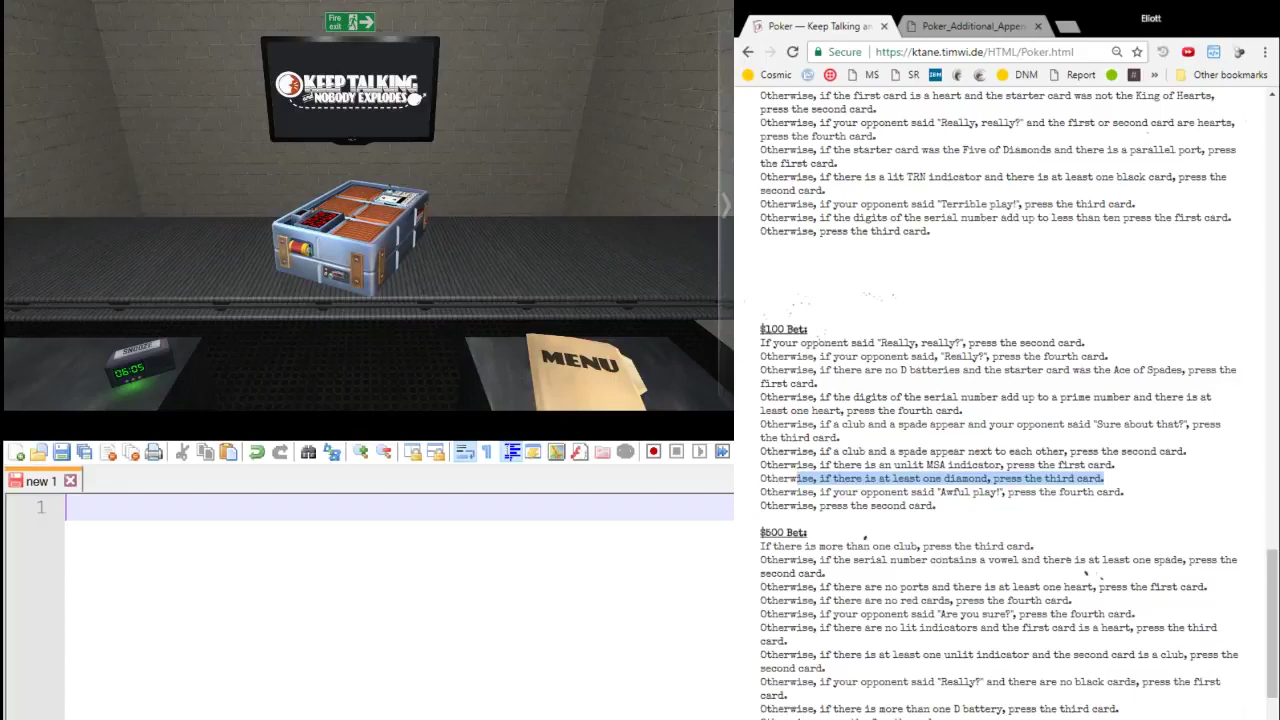 Fire
exit
KEEP TALKING
AND NOBODY EXPLODES
SNOOZE
06:05
MENU
new 1
1
Eliott
Poker — Keep Talking an
Poker_Additional_Appen
Secure
https://ktane.timwi.de/HTML/Poker.html
Cosmic
MS
SR
IBM
DNM
Report
»
Other bookmarks
Otherwise, if the first card is a heart and the starter card was not the King of Hearts,
press the second card.
Otherwise, if your opponent said "Really, really?" and the first or second card are hearts,
press the fourth card.
Otherwise, if the starter card was the Five of Diamonds and there is a parallel port, press
the first card.
Otherwise, if there is a lit TRN indicator and there is at least one black card, press the
second card.
Otherwise, if your opponent said "Terrible play!", press the third card.
Otherwise, if the digits of the serial number add up to less than ten press the first card.
Otherwise, press the third card.
$100 Bet:
If your opponent said "Really, really?", press the second card.
Otherwise, if your opponent said, "Really?", press the fourth card.
Otherwise, if there are no D batteries and the starter card was the Ace of Spades, press the
first card.
Otherwise, if the digits of the serial number add up to a prime number and there is at
least one heart, press the fourth card.
Otherwise, if a club and a spade appear and your opponent said "Sure about that?", press
the third card.
Otherwise, if a club and a spade appear next to each other, press the second card.
Otherwise, if there is an unlit MSA indicator, press the first card.
Otherwise, if there is at least one diamond, press the third card.
Otherwise, if your opponent said "Awful play!", press the fourth card.
Otherwise, press the second card.
$500 Bet:
If there is more than one club, press the third card.
Otherwise, if the serial number contains a vowel and there is at least one spade, press the
second card.
Otherwise, if there are no ports and there is at least one heart, press the first card.
Otherwise, if there are no red cards, press the fourth card.
Otherwise, if your opponent said "Are you sure?", press the fourth card.
Otherwise, if there are no lit indicators and the first card is a heart, press the third
card.
Otherwise, if there is at least one unlit indicator and the second card is a club, press the
second card.
Otherwise, if your opponent said "Really?" and there are no black cards, press the first
card.
Otherwise, if there is more than one D battery, press the third card.